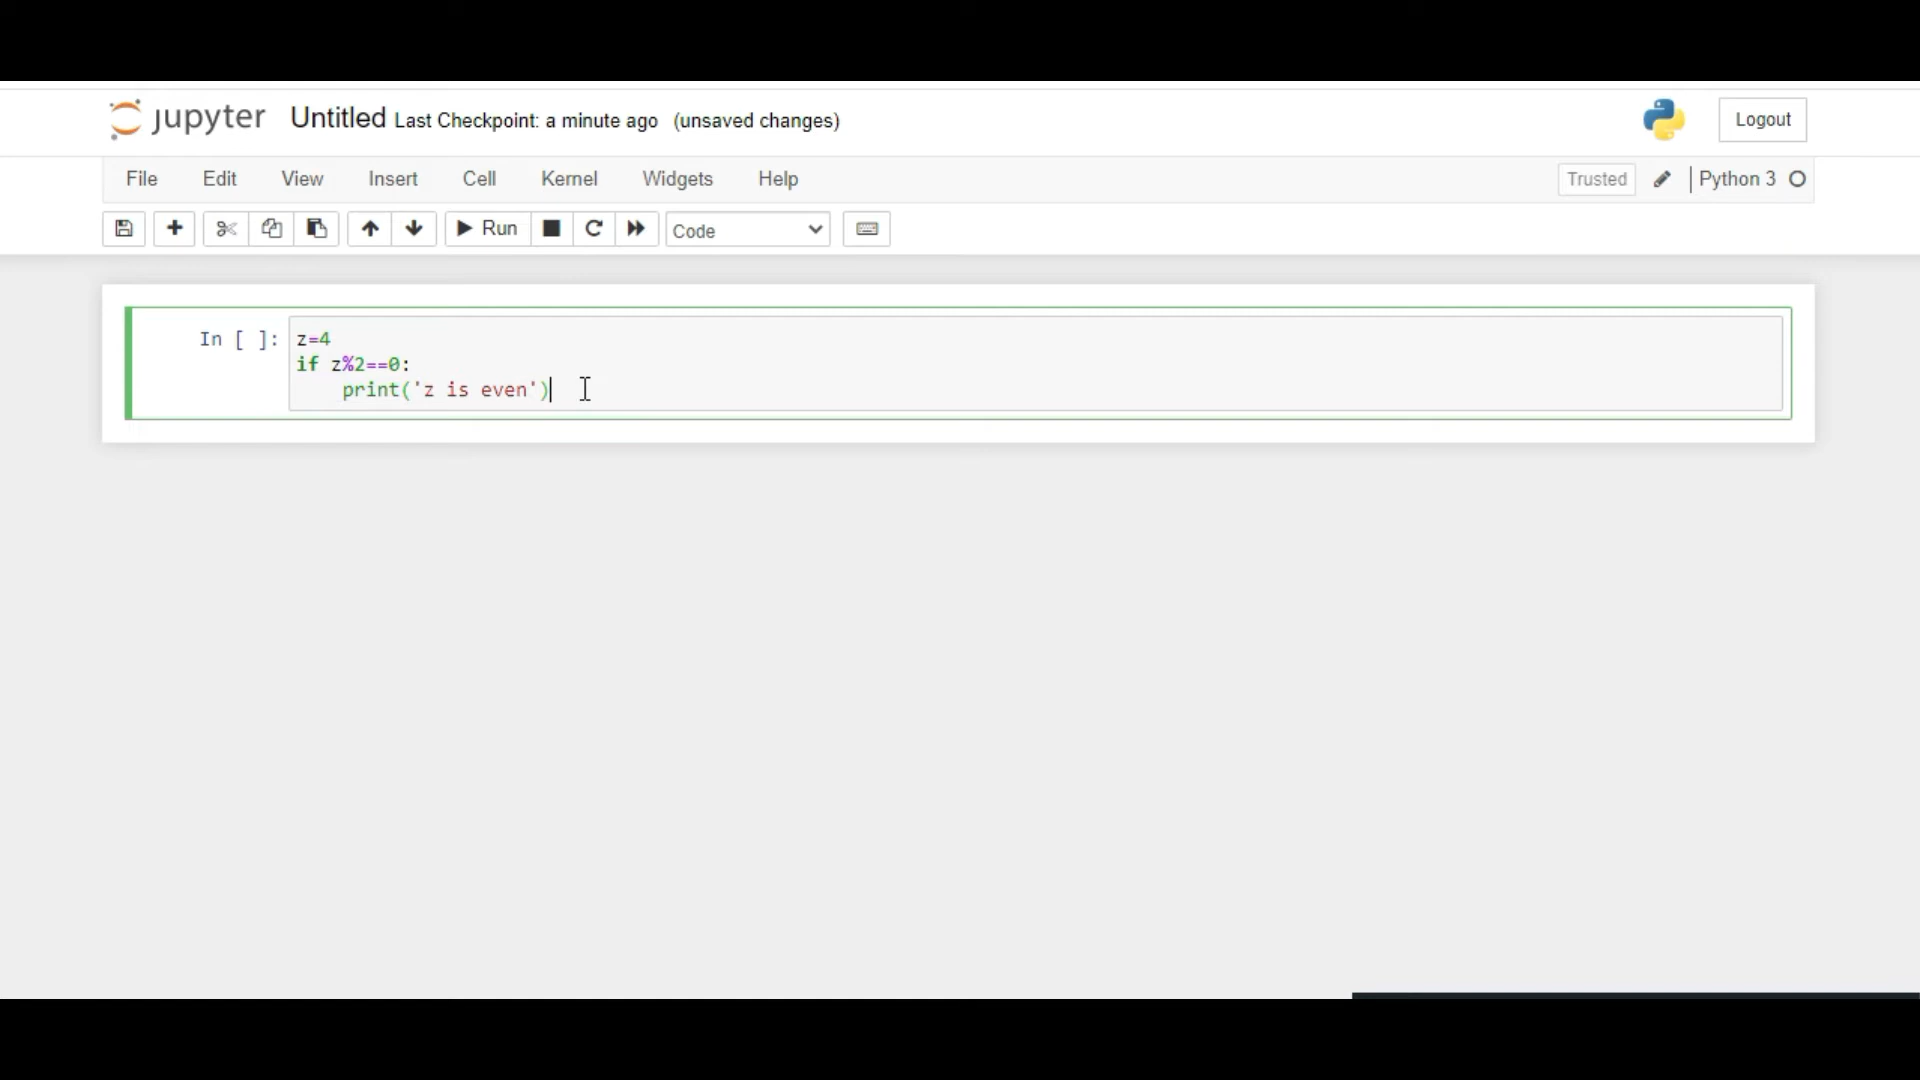 jupyter Untitled Last Checkpoint: a minute ago (unsaved changes) Logout
File Edit View Insert Cell Kernel Widgets Help Trusted Python 3
Run Code
In [ ]: z=4
if z%2==0:
    print('z is even')